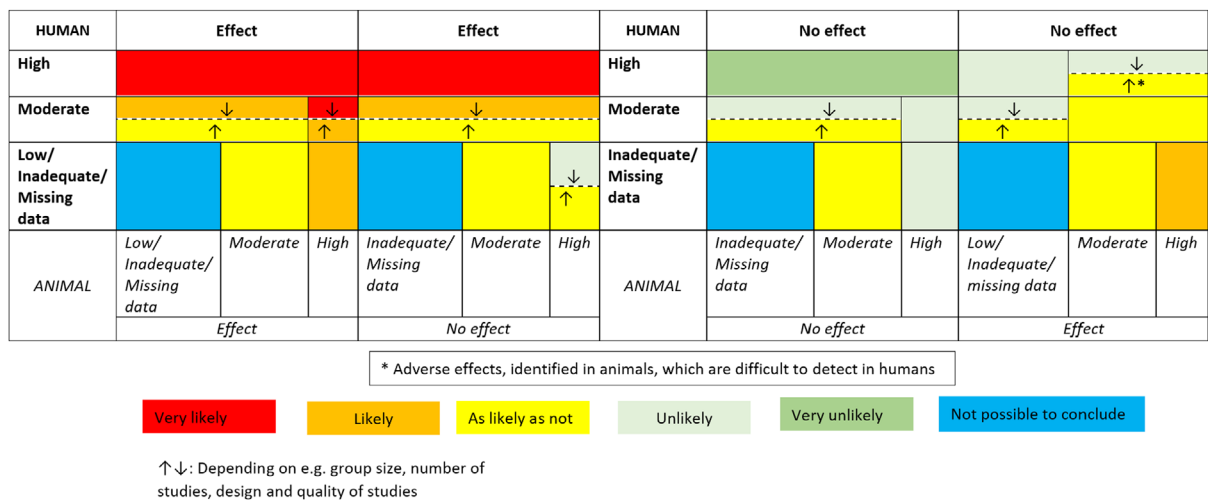 HUMAN Effect Effect HUMAN No effect No effect
High High
↓
↑*
Moderate Moderate
↓ ↓ ↓ ↓ ↓
↑ ↑ ↑ ↑ ↑
Low/
Inadequate/
Missing
data
Inadequate/
Missing
data
↓
↑
ANIMAL
Low/
Inadequate/
Missing
data
Moderate
High
Inadequate/
Missing
data
Moderate
High
ANIMAL
Inadequate/
Missing
data
Moderate
High
Low/
Inadequate/
missing data
Moderate
High
Effect No effect No effect Effect
* Adverse effects, identified in animals, which are difficult to detect in humans
Very likely Likely As likely as not Unlikely Very unlikely Not possible to conclude
↑↓: Depending on e.g. group size, number of
studies, design and quality of studies